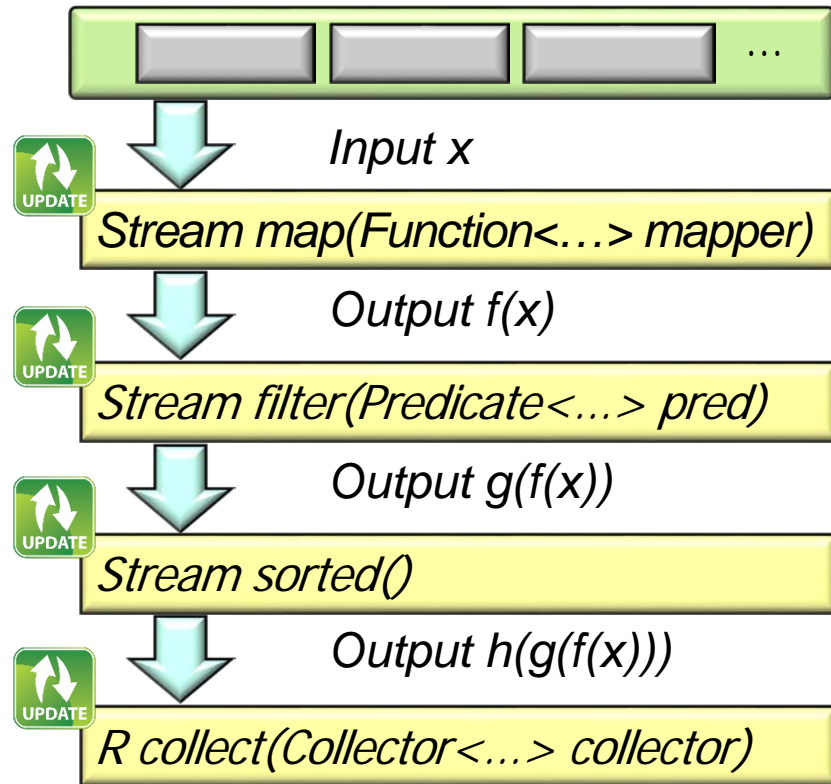 …
Input x
UPDATE
Stream map(Function<…> mapper)
Output f(x)
UPDATE
Stream filter(Predicate<…> pred)
Output g(f(x))
UPDATE
Stream sorted()
Output h(g(f(x)))
UPDATE
R collect(Collector<…> collector)